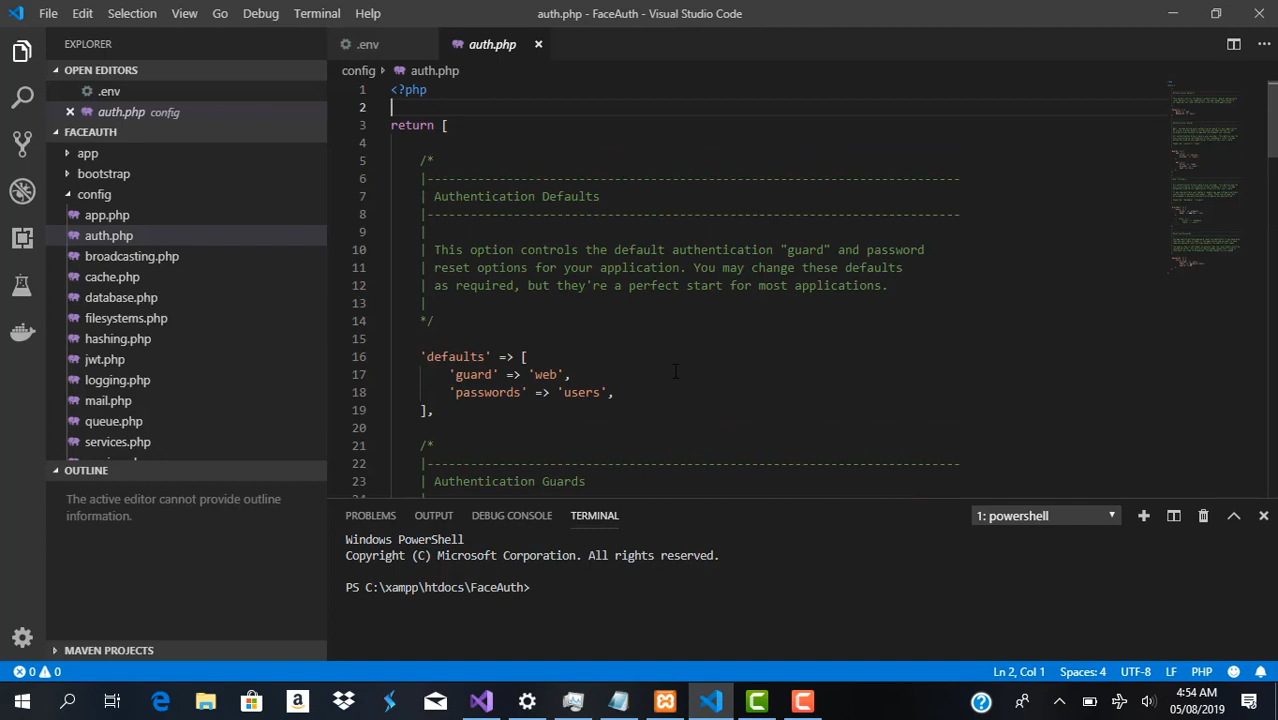 File Edit Selection View Go Debug Terminal Help
auth.php - FaceAuth - Visual Studio Code
EXPLORER
OPEN EDITORS
.env
auth.php config
FACEAUTH
app
bootstrap
config
app.php
auth.php
broadcasting.php
cache.php
database.php
filesystems.php
hashing.php
jwt.php
logging.php
mail.php
queue.php
services.php
OUTLINE
The active editor cannot provide outline
information.
MAVEN PROJECTS
.env
auth.php
config auth.php
1 <?php
2
3 return [
4
5 /*
6 |--------------------------------------------------------------------------
7 | Authentication Defaults
8 |--------------------------------------------------------------------------
9 |
10 | This option controls the default authentication "guard" and password
11 | reset options for your application. You may change these defaults
12 | as required, but they're a perfect start for most applications.
13 |
14 */
15
16 'defaults' => [
17 'guard' => 'web',
18 'passwords' => 'users',
19 ],
20
21 /*
22 |--------------------------------------------------------------------------
23 | Authentication Guards
PROBLEMS OUTPUT DEBUG CONSOLE TERMINAL
1: powershell
Windows PowerShell
Copyright (C) Microsoft Corporation. All rights reserved.
PS C:\xampp\htdocs\FaceAuth>
0 0
Ln 2, Col 1 Spaces: 4 UTF-8 LF PHP
4:54 AM
05/08/2019